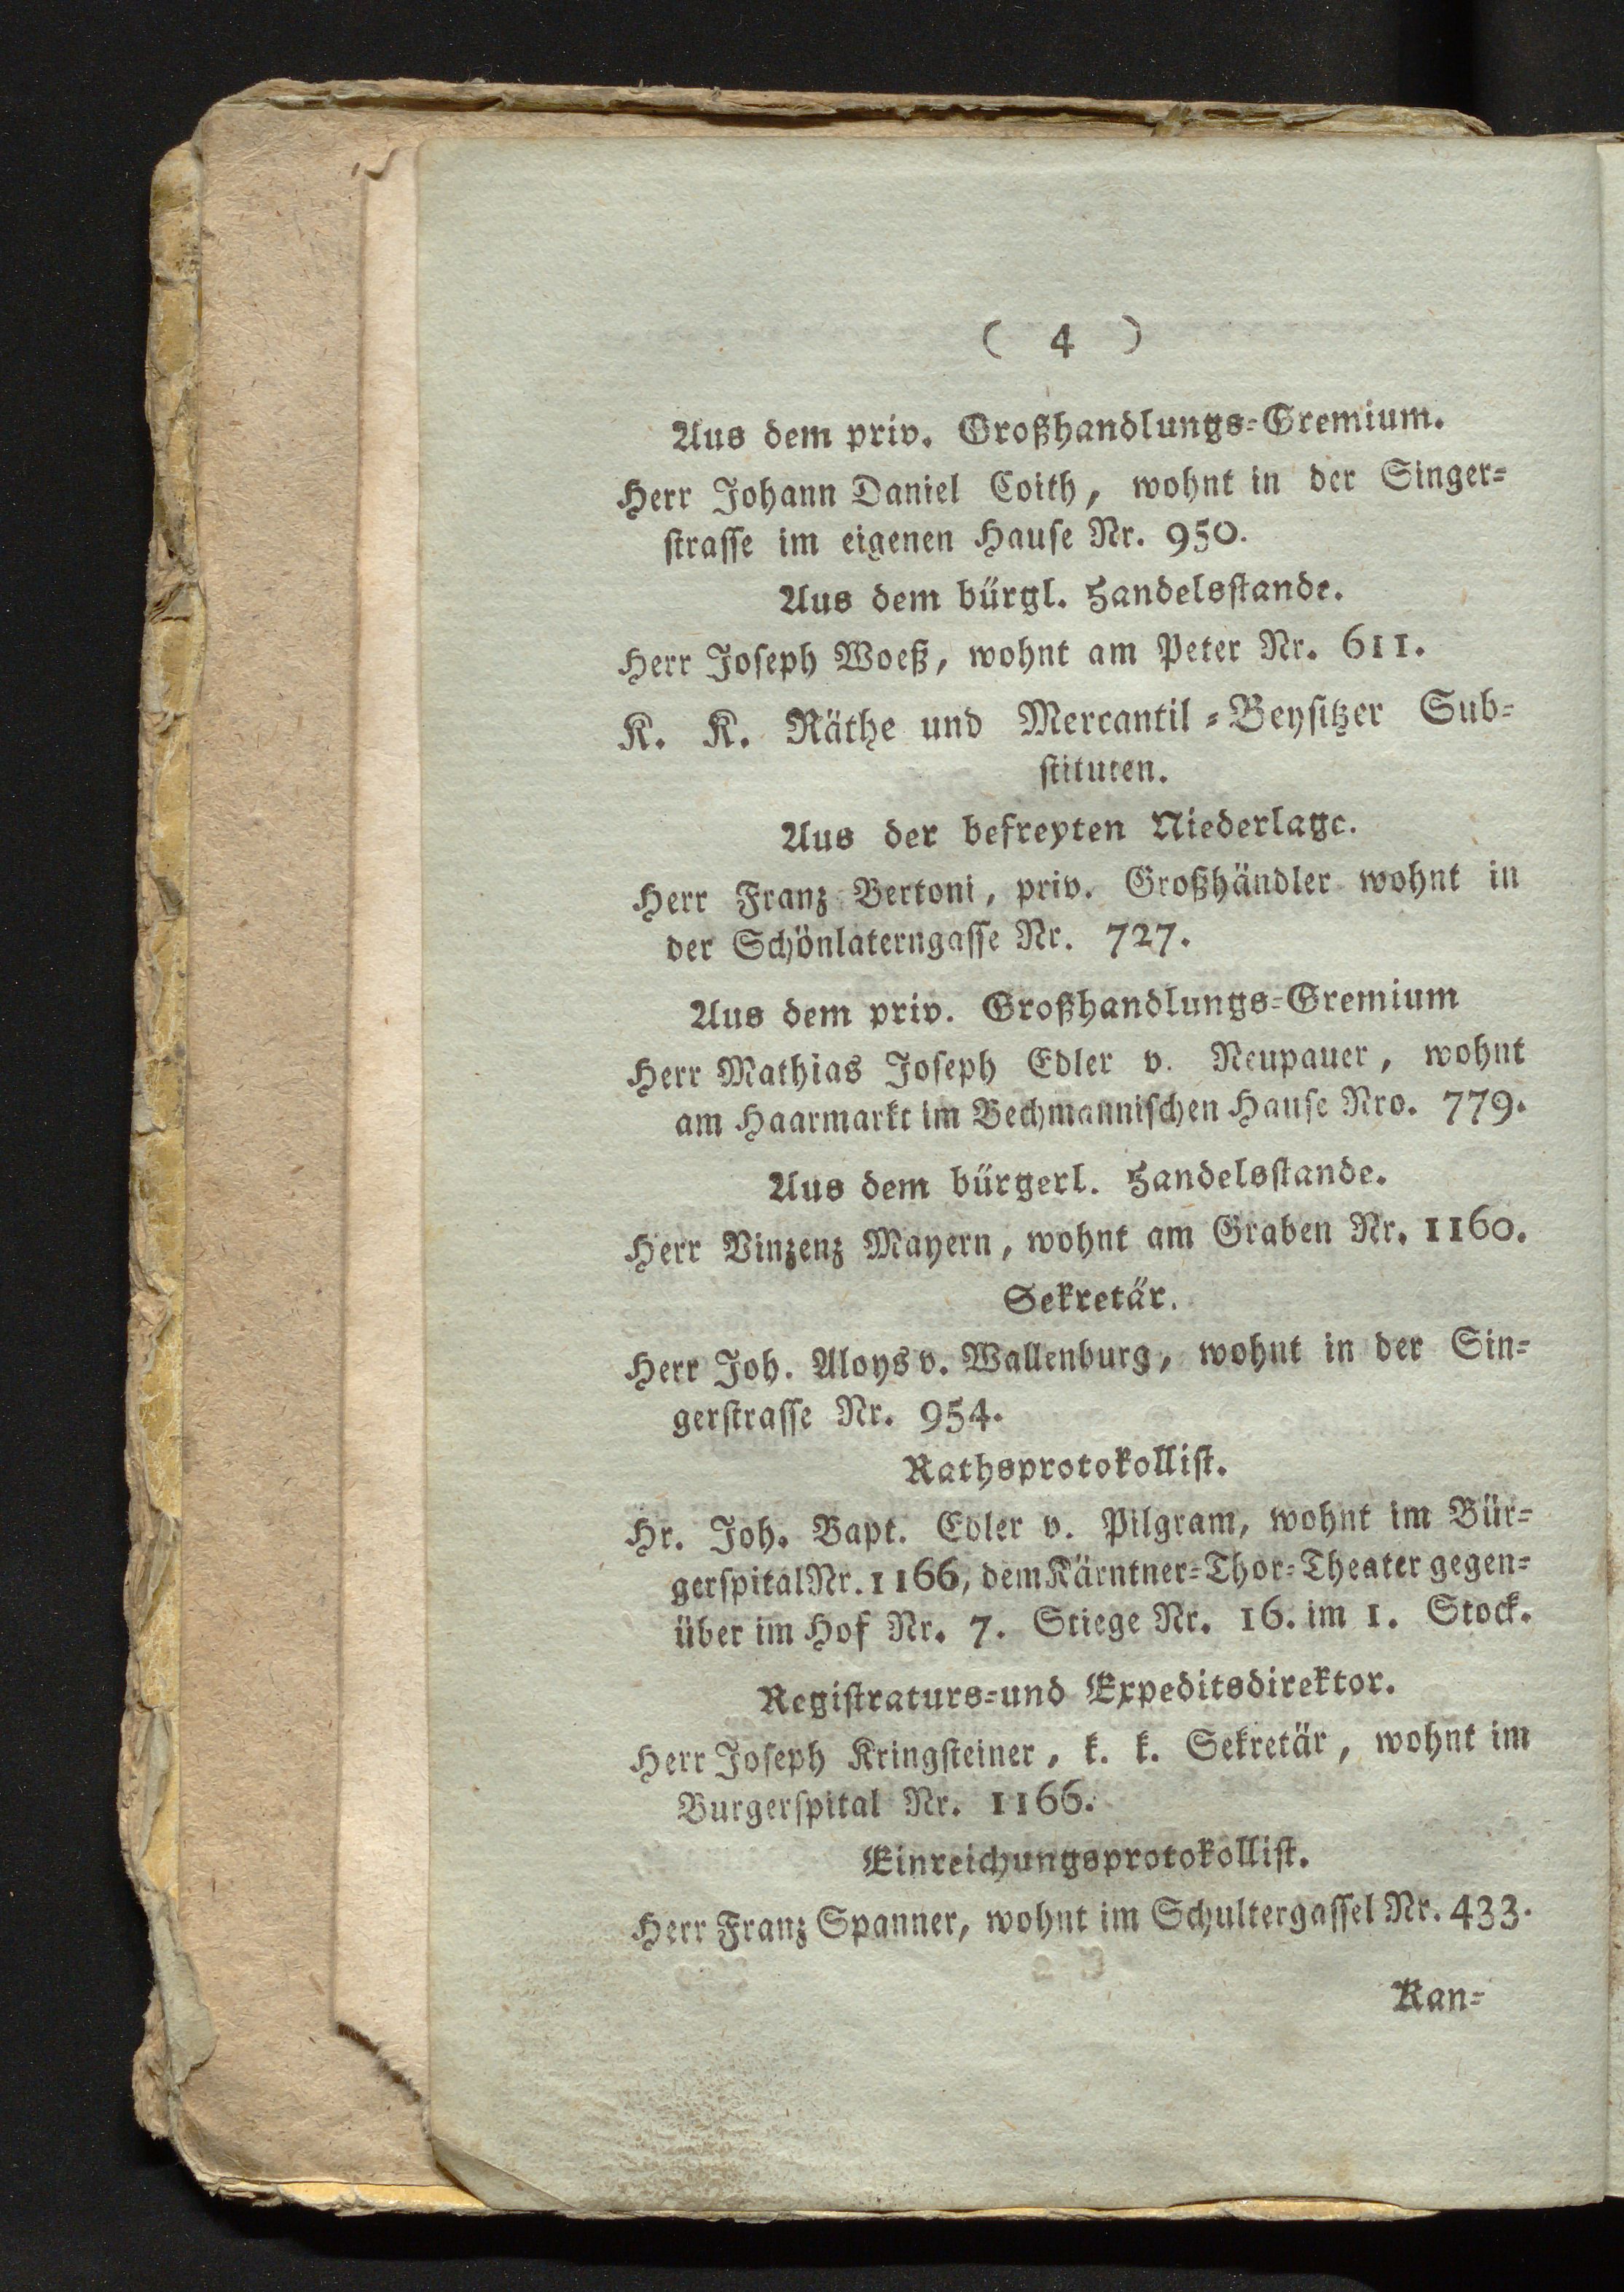 ( 4 )
Aus dem priv. Großhandlungs=Gremium.
Herr Johann Daniel Coith, wohnt in der Singer=
ſtraſſe im eigenen Hauſe Nr. 950.
Aus dem bürgl. Handelsſtande.
Herr Joſeph Woeß, wohnt am Peter Nr. 611.
K. K. Räthe und Mercantil = Beyſitzer Sub=
ſtituten.
Aus der befreyten Niederlage.
Herr Franz Bertoni, priv. Großhändler wohnt in
der Schönlaterngaſſe Nr. 727.
Aus dem priv. Großhandlungs=Gremium
Herr Mathias Joſeph Edler v. Neupauer, wohnt
am Haarmarkt im Bechmanniſchen Hauſe Nro. 779.
Aus dem bürgerl. Handelsſtande.
Herr Vinzenz Mayern, wohnt am Graben Nr. 1160.
Sekretär.
Herr Joh. Aloys v. Wallenburg, wohnt in der Sin=
gerſtraſſe Nr. 954.
Rathsprotokolliſt.
Hr. Joh. Bapt. Edler v. Pilgram, wohnt im Bür=
gerſpital Nr. 1166, dem Kärntner=Thor=Theater gegen=
über im Hof Nr. 7. Stiege Nr. 16. im 1. Stock.
Regiſtraturs=und Expeditsdirektor.
Herr Joſeph Kringſteiner, k. k. Sekretär, wohnt im
Burgerſpital Nr. 1166.
Einreichungsprotokolliſt.
Herr Franz Spanner, wohnt im Schultergaſſel Nr. 433.
Kan=